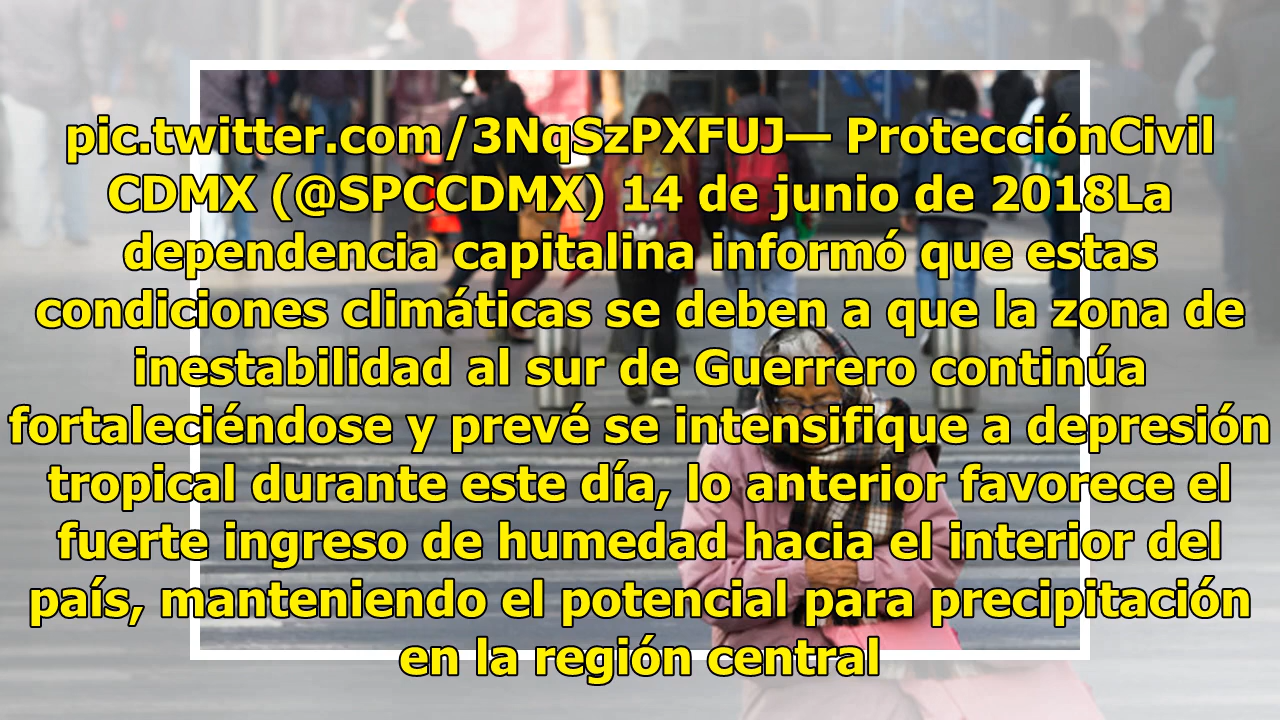 pic.twitter.com/3NqSzPXFUJ— ProtecciónCivil
CDMX (@SPCCDMX) 14 de junio de 2018La
dependencia capitalina informó que estas
condiciones climáticas se deben a que la zona de
inestabilidad al sur de Guerrero continúa
fortaleciéndose y prevé se intensifique a depresión
tropical durante este día, lo anterior favorece el
fuerte ingreso de humedad hacia el interior del
país, manteniendo el potencial para precipitación
en la región central